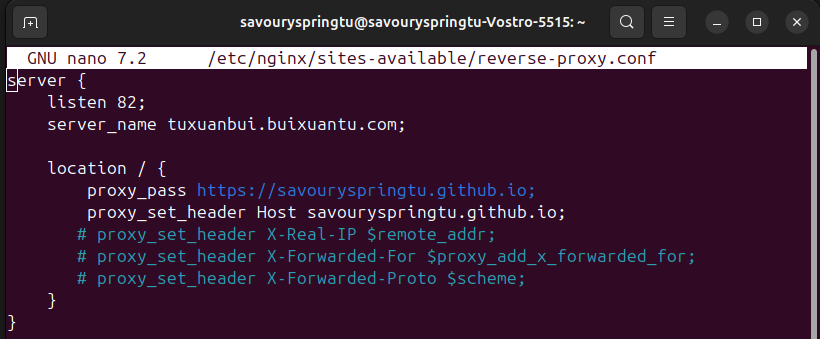 savouryspringtu@savouryspringtu-Vostro-5515: ~
GNU nano 7.2 /etc/nginx/sites-available/reverse-proxy.conf
server {
    listen 82;
    server_name tuxuanbui.buixuantu.com;

    location / {
        proxy_pass https://savouryspringtu.github.io;
        proxy_set_header Host savouryspringtu.github.io;
       # proxy_set_header X-Real-IP $remote_addr;
       # proxy_set_header X-Forwarded-For $proxy_add_x_forwarded_for;
       # proxy_set_header X-Forwarded-Proto $scheme;
    }
}